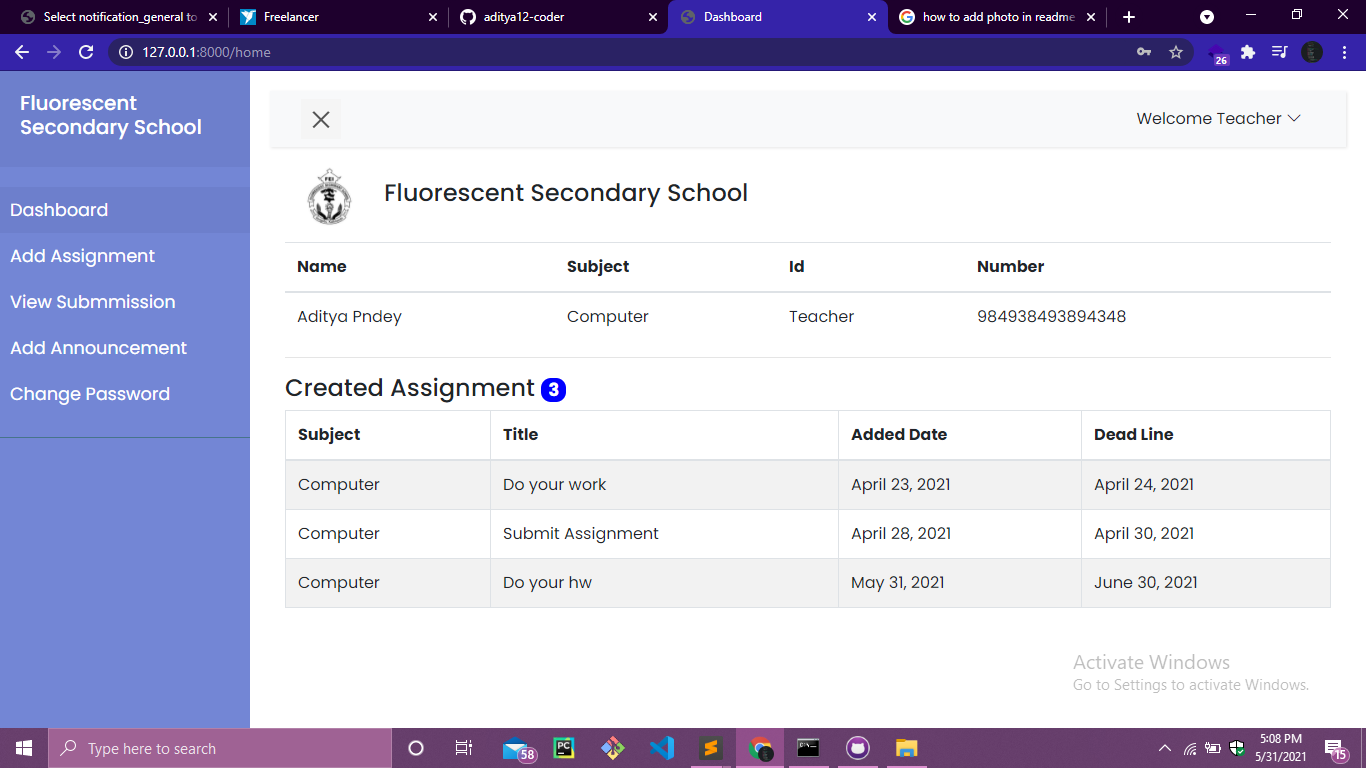 Select notification_general to
Freelancer
aditya12-coder
Dashboard
how to add photo in readme
127.0.0.1:8000/home
26
Fluorescent
Secondary School
Dashboard
Add Assignment
View Submmission
Add Announcement
Change Password
Welcome Teacher
FEI
Fluorescent Secondary School
Name Subject Id Number
Aditya Pndey Computer Teacher 984938493894348
Created Assignment 3
Subject Title Added Date Dead Line
Computer Do your work April 23, 2021 April 24, 2021
Computer Submit Assignment April 28, 2021 April 30, 2021
Computer Do your hw May 31, 2021 June 30, 2021
Activate Windows
Go to Settings to activate Windows.
Type here to search
58
PC
5:08 PM
5/31/2021
15